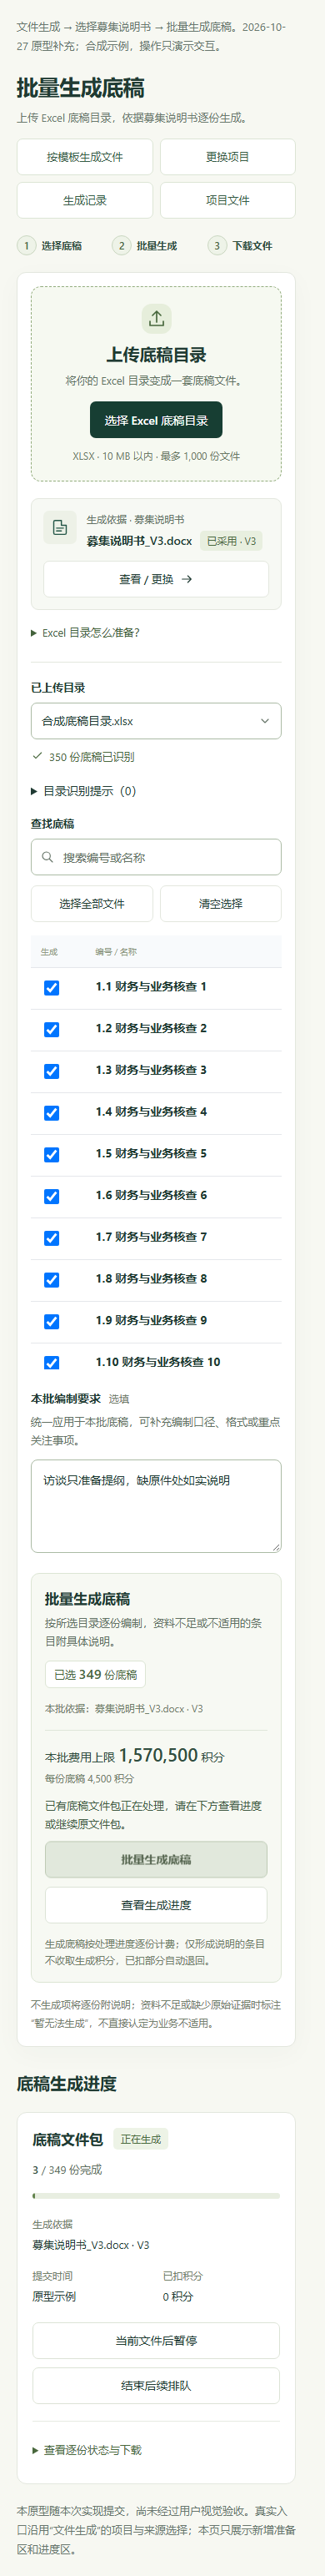 文件生成 → 选择募集说明书 → 批量生成底稿。2026-10-
27 原型补充；合成示例，操作只演示交互。
批量生成底稿
上传 Excel 底稿目录，依据募集说明书逐份生成。
按模板生成文件
更换项目
生成记录
项目文件
1 选择底稿
2 批量生成
3 下载文件
上传底稿目录
将你的 Excel 目录变成一套底稿文件。
选择 Excel 底稿目录
XLSX · 10 MB 以内 · 最多 1,000 份文件
生成依据 · 募集说明书
募集说明书_V3.docx 已采用 · V3
查看 / 更换 →
▶ Excel 目录怎么准备？
已上传目录
合成底稿目录.xlsx
✓ 350 份底稿已识别
▶ 目录识别提示（0）
查找底稿
搜索编号或名称
选择全部文件
清空选择
生成 编号 / 名称
1.1 财务与业务核查 1
1.2 财务与业务核查 2
1.3 财务与业务核查 3
1.4 财务与业务核查 4
1.5 财务与业务核查 5
1.6 财务与业务核查 6
1.7 财务与业务核查 7
1.8 财务与业务核查 8
1.9 财务与业务核查 9
1.10 财务与业务核查 10
本批编制要求 选填
统一应用于本批底稿，可补充编制口径、格式或重点
关注事项。
访谈只准备提纲，缺原件处如实说明
批量生成底稿
按所选目录逐份编制，资料不足或不适用的条
目附具体说明。
已选 349 份底稿
本批依据：募集说明书_V3.docx · V3
本批费用上限 1,570,500 积分
每份底稿 4,500 积分
已有底稿文件包正在处理，请在下方查看进度
或继续原文件包。
批量生成底稿
查看生成进度
生成底稿按处理进度逐份计费；仅形成说明的条目
不收取生成积分，已扣部分自动退回。
不生成项将逐份附说明；资料不足或缺少原始证据时标注
“暂无法生成”，不直接认定为业务不适用。
底稿生成进度
底稿文件包 正在生成
3 / 349 份完成
生成依据
募集说明书_V3.docx · V3
提交时间
原型示例
已扣积分
0 积分
当前文件后暂停
结束后续排队
▶ 查看逐份状态与下载
本原型随本次实现提交，尚未经过用户视觉验收。真实入
口沿用“文件生成”的项目与来源选择；本页只展示新增准备
区和进度区。